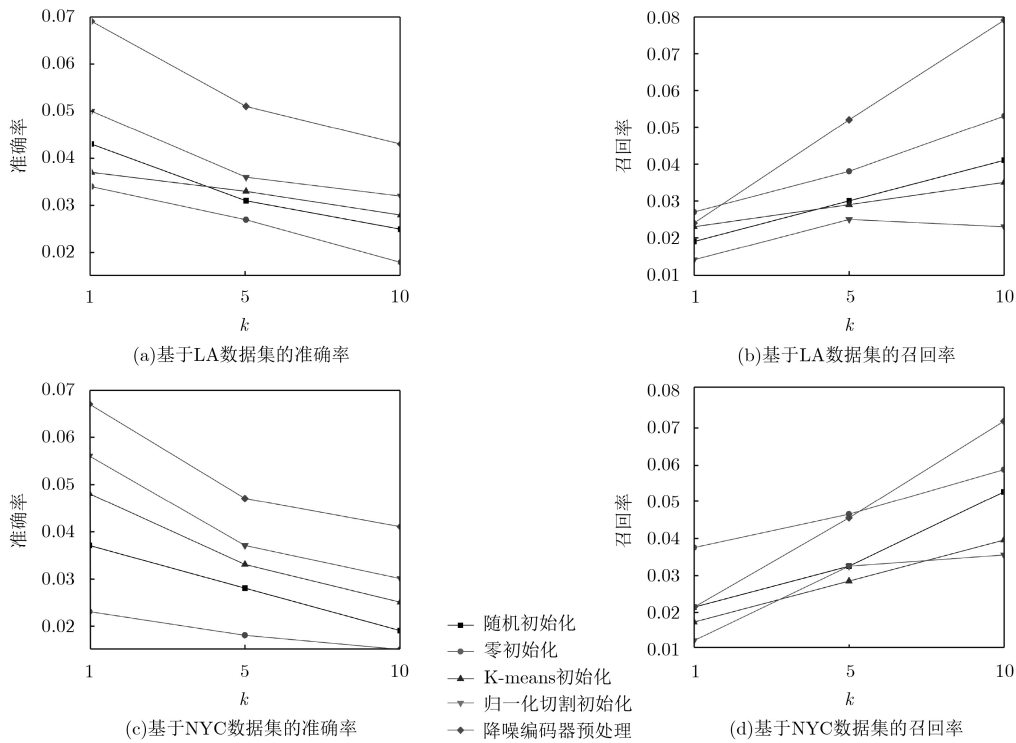 0.07
0.06
0.05
0.04
0.03
0.02
准确率
1 5 10
k
(a)基于LA数据集的准确率
0.08
0.07
0.06
0.05
0.04
0.03
0.02
0.01
召回率
1 5 10
k
(b)基于LA数据集的召回率
0.07
0.06
0.05
0.04
0.03
0.02
准确率
1 5 10
k
(c)基于NYC数据集的准确率
随机初始化
零初始化
K-means初始化
归一化切割初始化
降噪编码器预处理
0.08
0.07
0.06
0.05
0.04
0.03
0.02
0.01
召回率
1 5 10
k
(d)基于NYC数据集的召回率